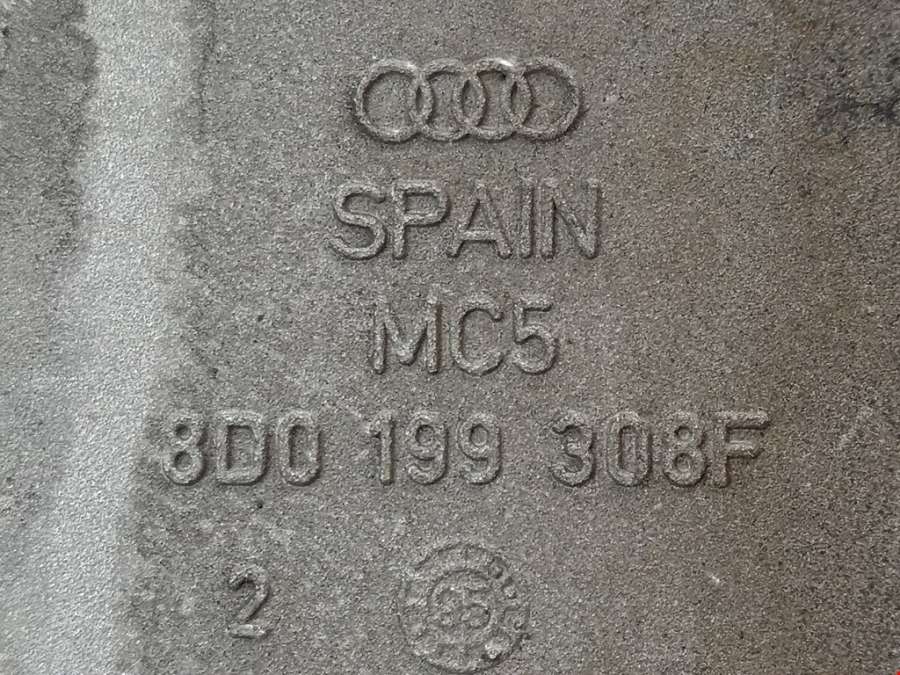 SPAIN
MC5
8D0 199 308F
2